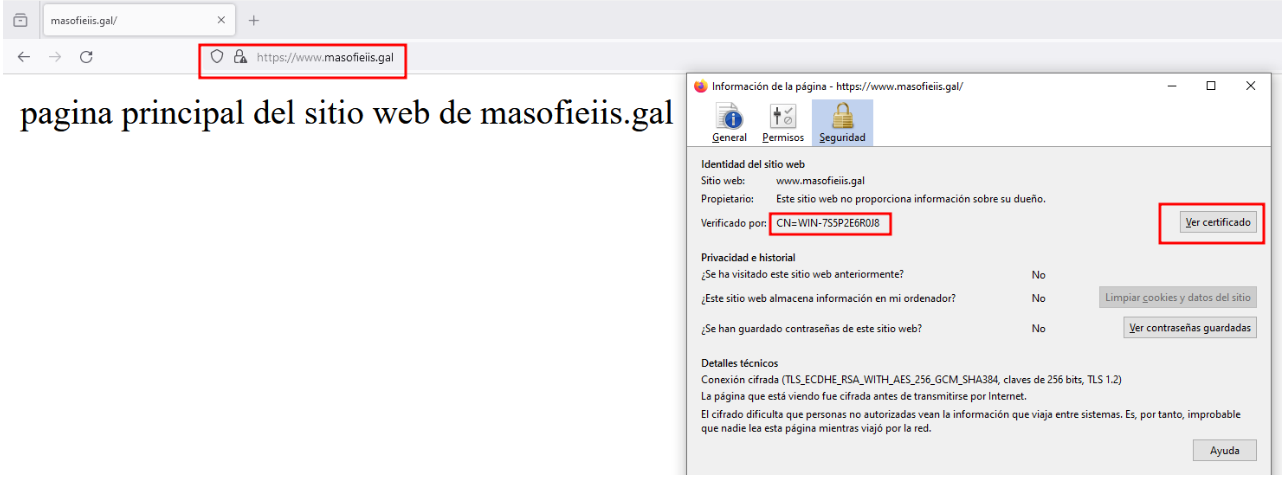 masofieiis.gal/
https://www.masofieiis.gal
pagina principal del sitio web de masofieiis.gal
Información de la página - https://www.masofieiis.gal/
General Permisos Seguridad
Identidad del sitio web
Sitio web: www.masofieiis.gal
Propietario: Este sitio web no proporciona información sobre su dueño.
Verificado por: CN=WIN-7S5P2E6R0J8 Ver certificado
Privacidad e historial
¿Se ha visitado este sitio web anteriormente? No
¿Este sitio web almacena información en mi ordenador? No Limpiar cookies y datos del sitio
¿Se han guardado contraseñas de este sitio web? No Ver contraseñas guardadas
Detalles técnicos
Conexión cifrada (TLS_ECDHE_RSA_WITH_AES_256_GCM_SHA384, claves de 256 bits, TLS 1.2)
La página que está viendo fue cifrada antes de transmitirse por Internet.
El cifrado dificulta que personas no autorizadas vean la información que viaja entre sistemas. Es, por tanto, improbable
que nadie lea esta página mientras viajó por la red.
Ayuda